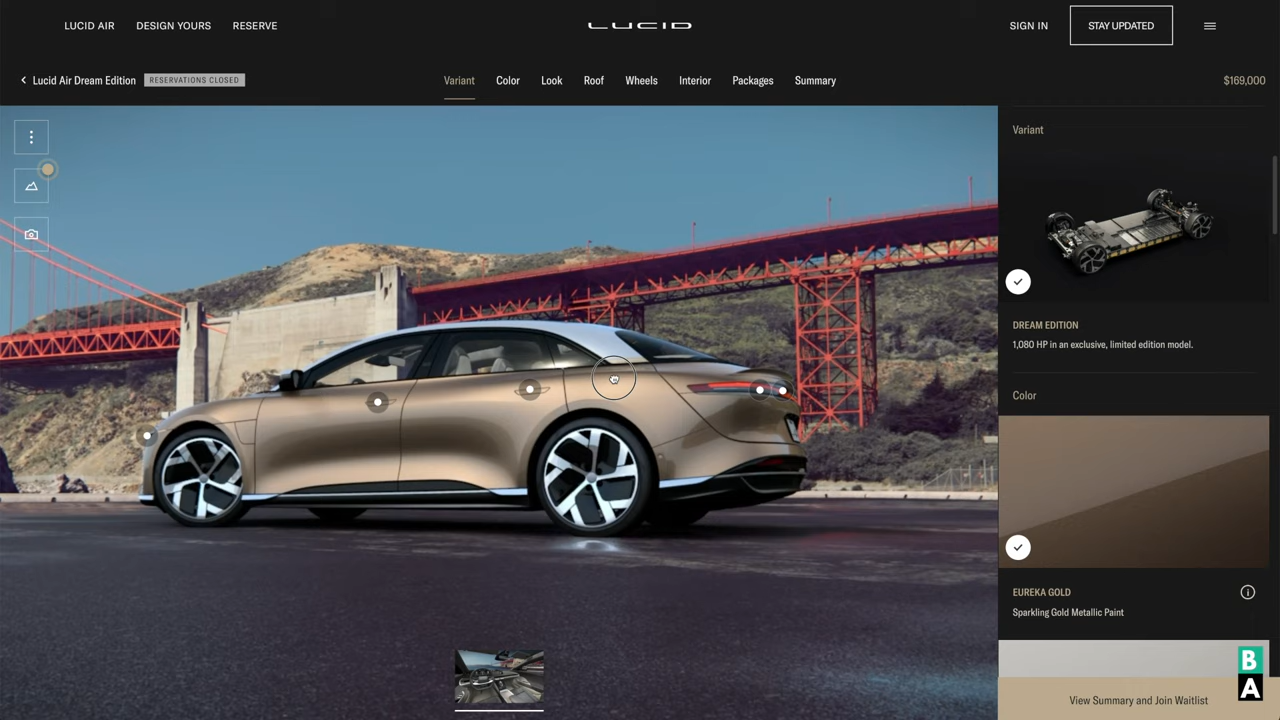 LUCID AIR
DESIGN YOURS
RESERVE
LUCID
SIGN IN
STAY UPDATED
Lucid Air Dream Edition
RESERVATIONS CLOSED
Variant
Color
Look
Roof
Wheels
Interior
Packages
Summary
$169,000
Variant
DREAM EDITION
1,080 HP in an exclusive, limited edition model.
Color
EUREKA GOLD
Sparkling Gold Metallic Paint
View Summary and Join Waitlist
B
A